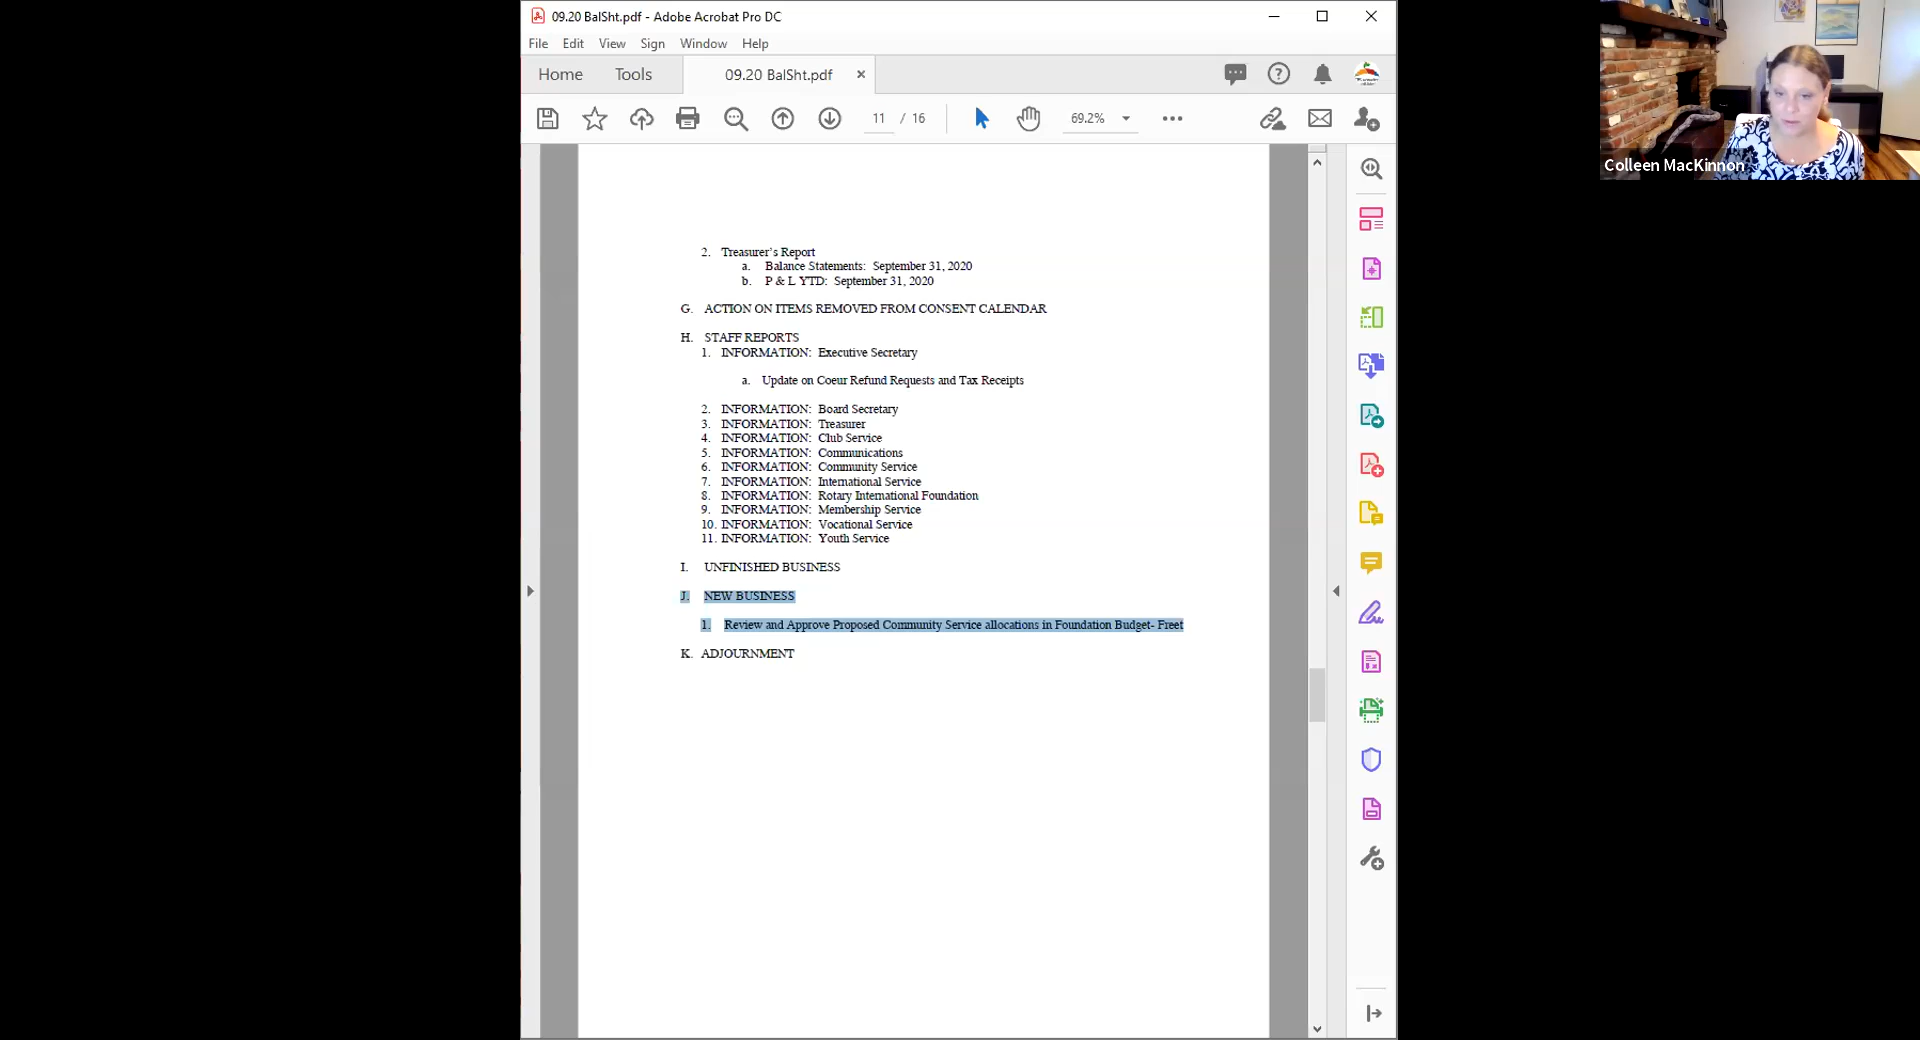 09.20 BalSht.pdf - Adobe Acrobat Pro DC
File Edit View Sign Window Help
Home Tools 09.20 BalSht.pdf
11 / 16 69.2%
Colleen MacKinnon
2. Treasurer's Report
a. Balance Statements: September 31, 2020
b. P & L YTD: September 31, 2020
G. ACTION ON ITEMS REMOVED FROM CONSENT CALENDAR
H. STAFF REPORTS
1. INFORMATION: Executive Secretary
a. Update on Coeur Refund Requests and Tax Receipts
2. INFORMATION: Board Secretary
3. INFORMATION: Treasurer
4. INFORMATION: Club Service
5. INFORMATION: Communications
6. INFORMATION: Community Service
7. INFORMATION: International Service
8. INFORMATION: Rotary International Foundation
9. INFORMATION: Membership Service
10. INFORMATION: Vocational Service
11. INFORMATION: Youth Service
I. UNFINISHED BUSINESS
J. NEW BUSINESS
1. Review and Approve Proposed Community Service allocations in Foundation Budget- Freet
K. ADJOURNMENT